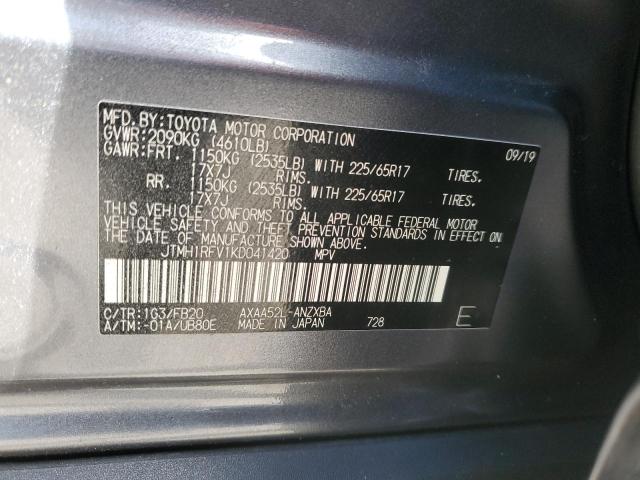 MFD.BY:TOYOTA MOTOR CORPORATION 09/19
GVWR:2090KG (4610LB)
GAWR:FRT. 1150KG (2535LB) WITH 225/65R17 TIRES.
17X7J RIMS.
RR. 1150KG (2535LB) WITH 225/65R17 TIRES.
17X7J RIMS.
THIS VEHICLE CONFORMS TO ALL APPLICABLE FEDERAL MOTOR
VEHICLE SAFETY AND THEFT PREVENTION STANDARDS IN EFFECT ON
THE DATE OF MANUFACTURE SHOWN ABOVE.
JTMH1RFV1KD041420 MPV
C/TR:1G3/FB20 AXAA52L-ANZXBA
A/TM:-01A/UB80E MADE IN JAPAN 728 E